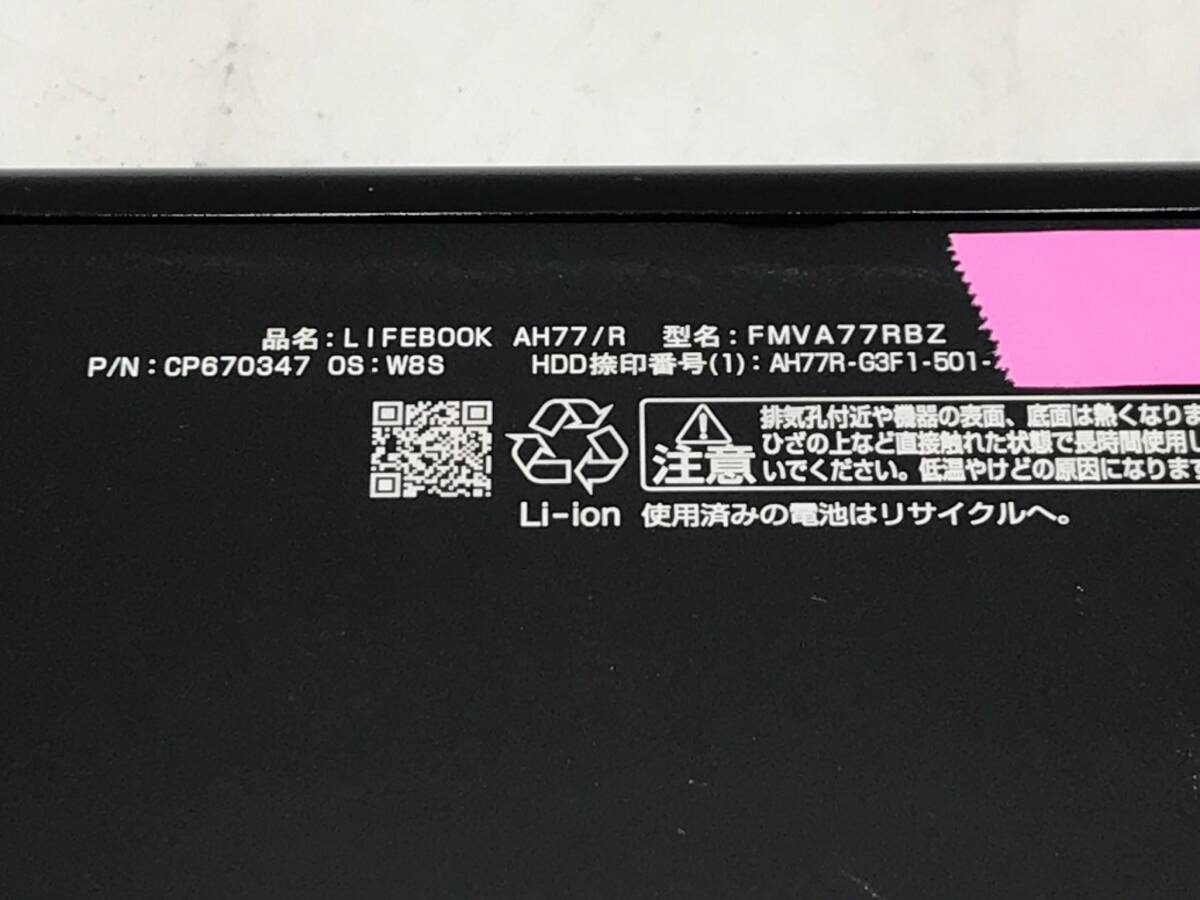 品名:LIFEBOOK AH77/R 型名:FMVA77RBZ
P/N:CP670347 OS:W8S HDD捺印番号(1):AH77R-G3F1-501-
注意
排気孔付近や機器の表面、底面は熱くなりま
ひざの上など直接触れた状態で長時間使用し
いでください。低温やけどの原因になります
Li-ion 使用済みの電池はリサイクルへ。